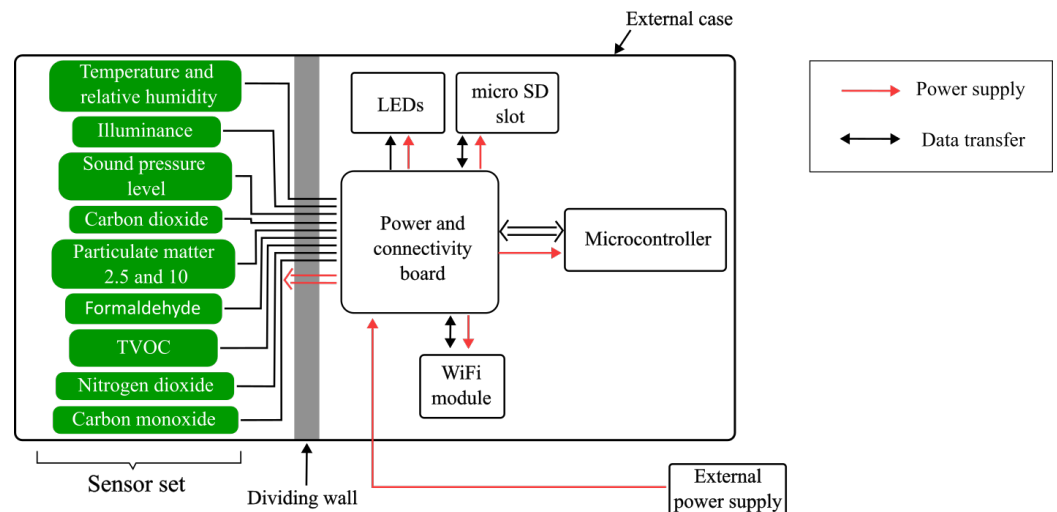 External case
Temperature and
relative humidity
Illuminance
Sound pressure
level
Carbon dioxide
Particulate matter
2.5 and 10
Formaldehyde
TVOC
Nitrogen dioxide
Carbon monoxide
Sensor set
Dividing wall
LEDs
micro SD
slot
Power and
connectivity
board
Microcontroller
WiFi
module
External
power supply
Power supply
Data transfer